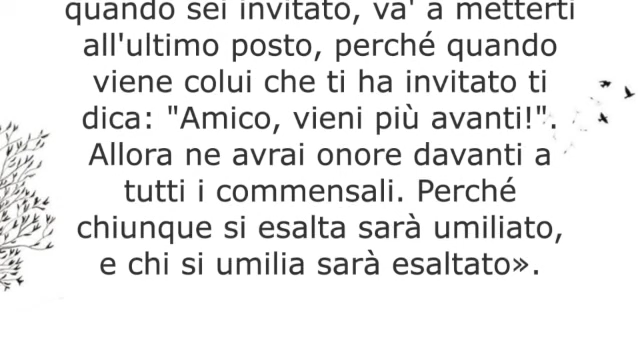 quando sei invitato, va' a metterti
all'ultimo posto, perché quando
viene colui che ti ha invitato ti
dica: "Amico, vieni più avanti!".
Allora ne avrai onore davanti a
tutti i commensali. Perché
chiunque si esalta sarà umiliato,
e chi si umilia sarà esaltato».